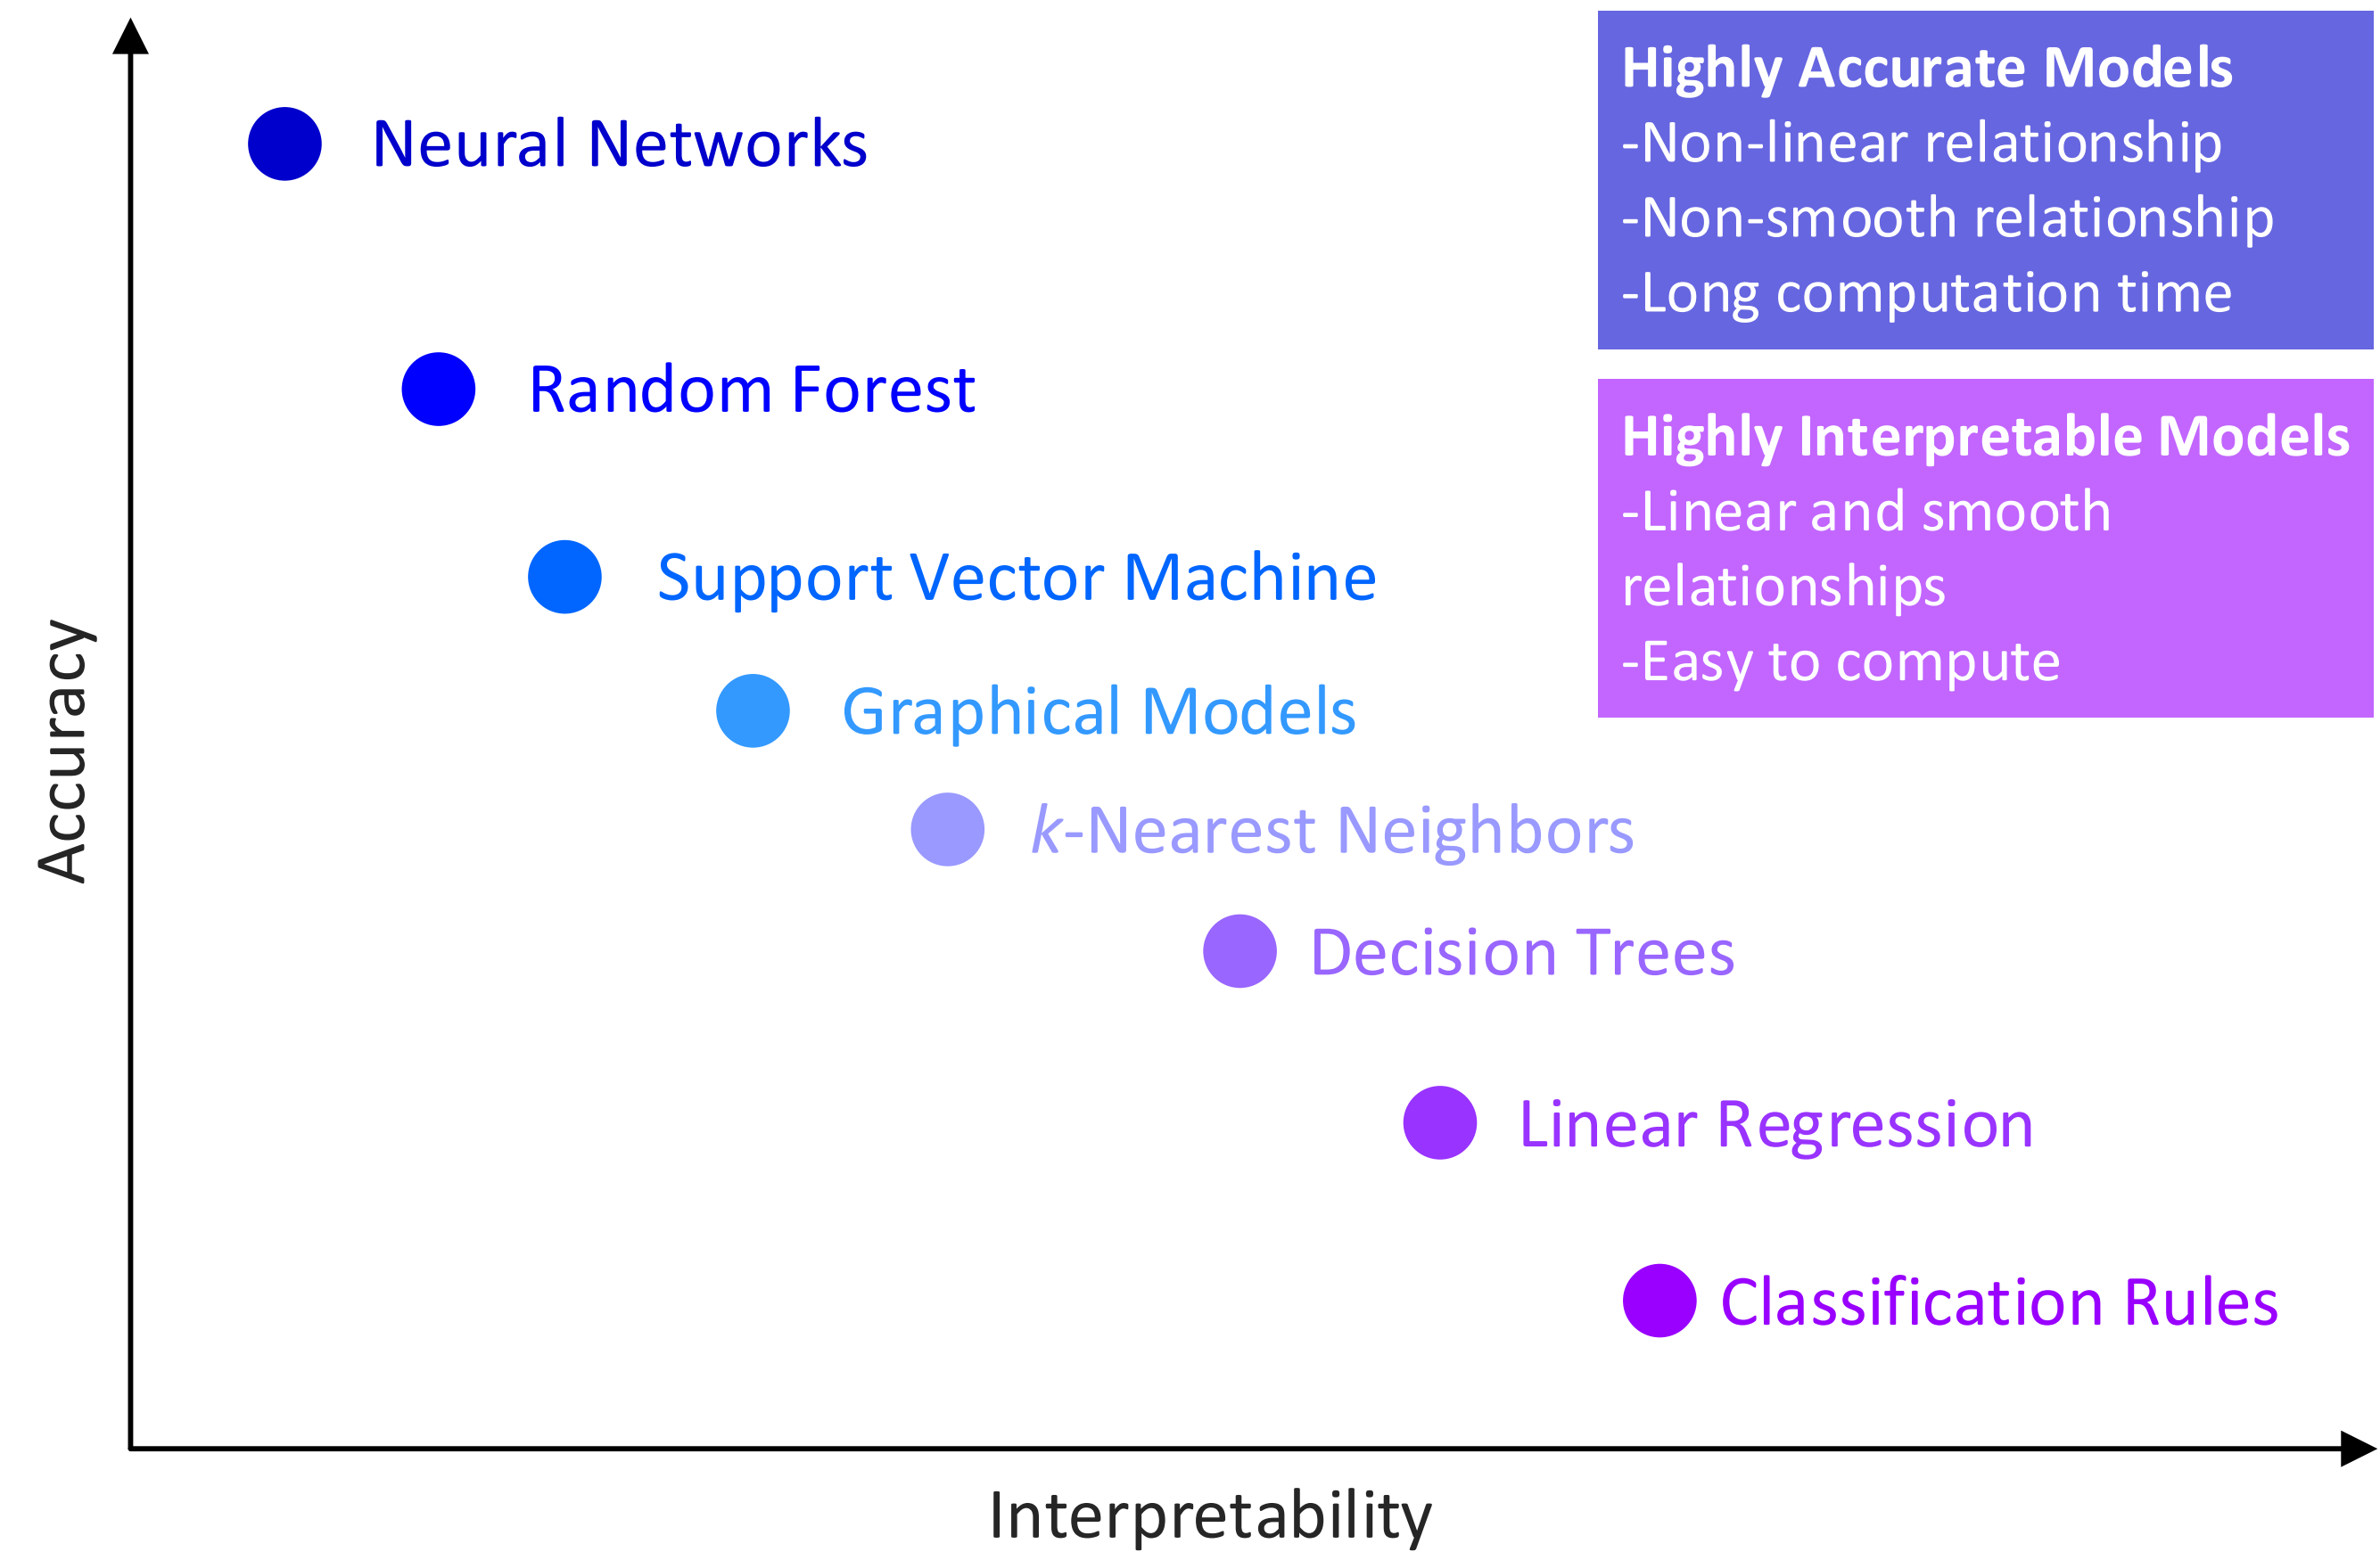 Highly Accurate Models
-Non-linear relationship
-Non-smooth relationship
-Long computation time
Neural Networks
Random Forest
Highly Interpretable Models
-Linear and smooth
relationships
-Easy to compute
Support Vector Machine
Graphical Models
k-Nearest Neighbors
Decision Trees
Linear Regression
Classification Rules
Accuracy
Interpretability